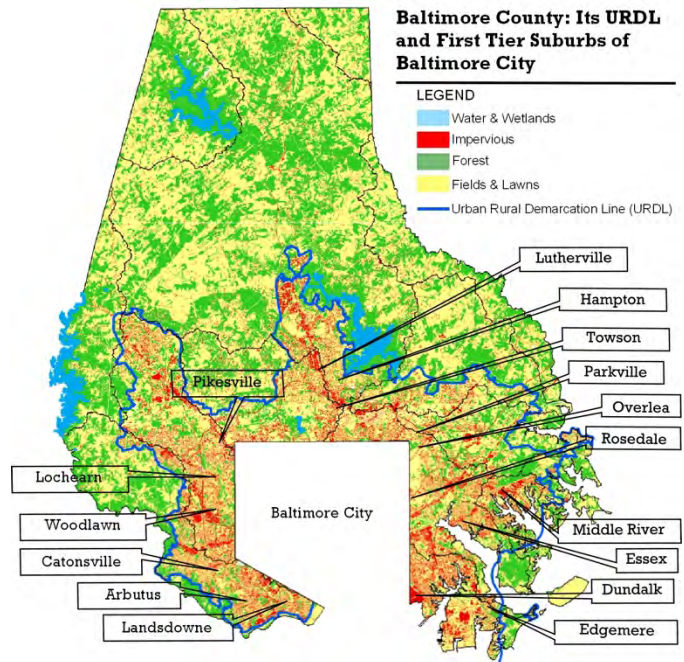 Baltimore County: Its URDL
and First Tier Suburbs of
Baltimore City
LEGEND
Water & Wetlands
Impervious
Forest
Fields & Lawns
Urban Rural Demarcation Line (URDL)
Lutherville
Hampton
Towson
Parkville
Pikesville
Overlea
Rosedale
Lochearn
Baltimore City
Woodlawn
Middle River
Essex
Catonsville
Dundalk
Arbutus
Landsdowne
Edgemere